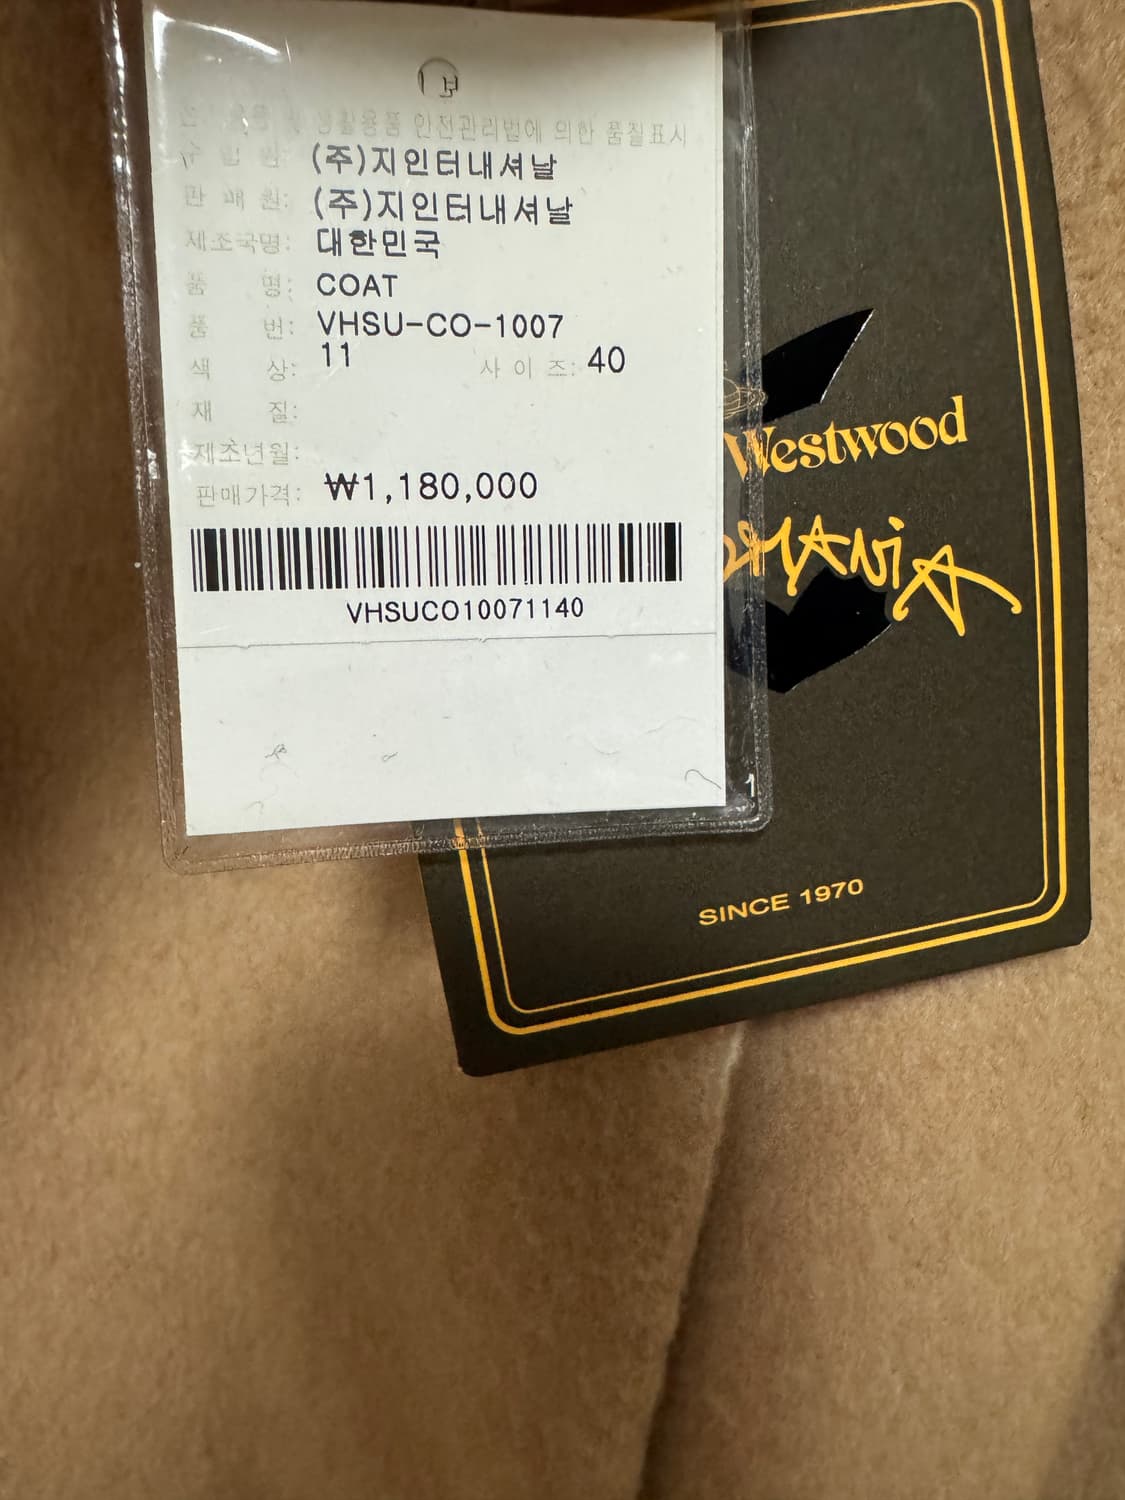 생활용품 안전관리법에 의한 품질표시
수입원: (주)지인터내셔날
판매원: (주)지인터내셔날
제조국명: 대한민국
품 명: COAT
품 번: VHSU-CO-1007
색 상: 11 사이즈: 40
재 질:
제조년월:
판매가격: ₩1,180,000
VHSUCO10071140
Westwood
SINCE 1970
1